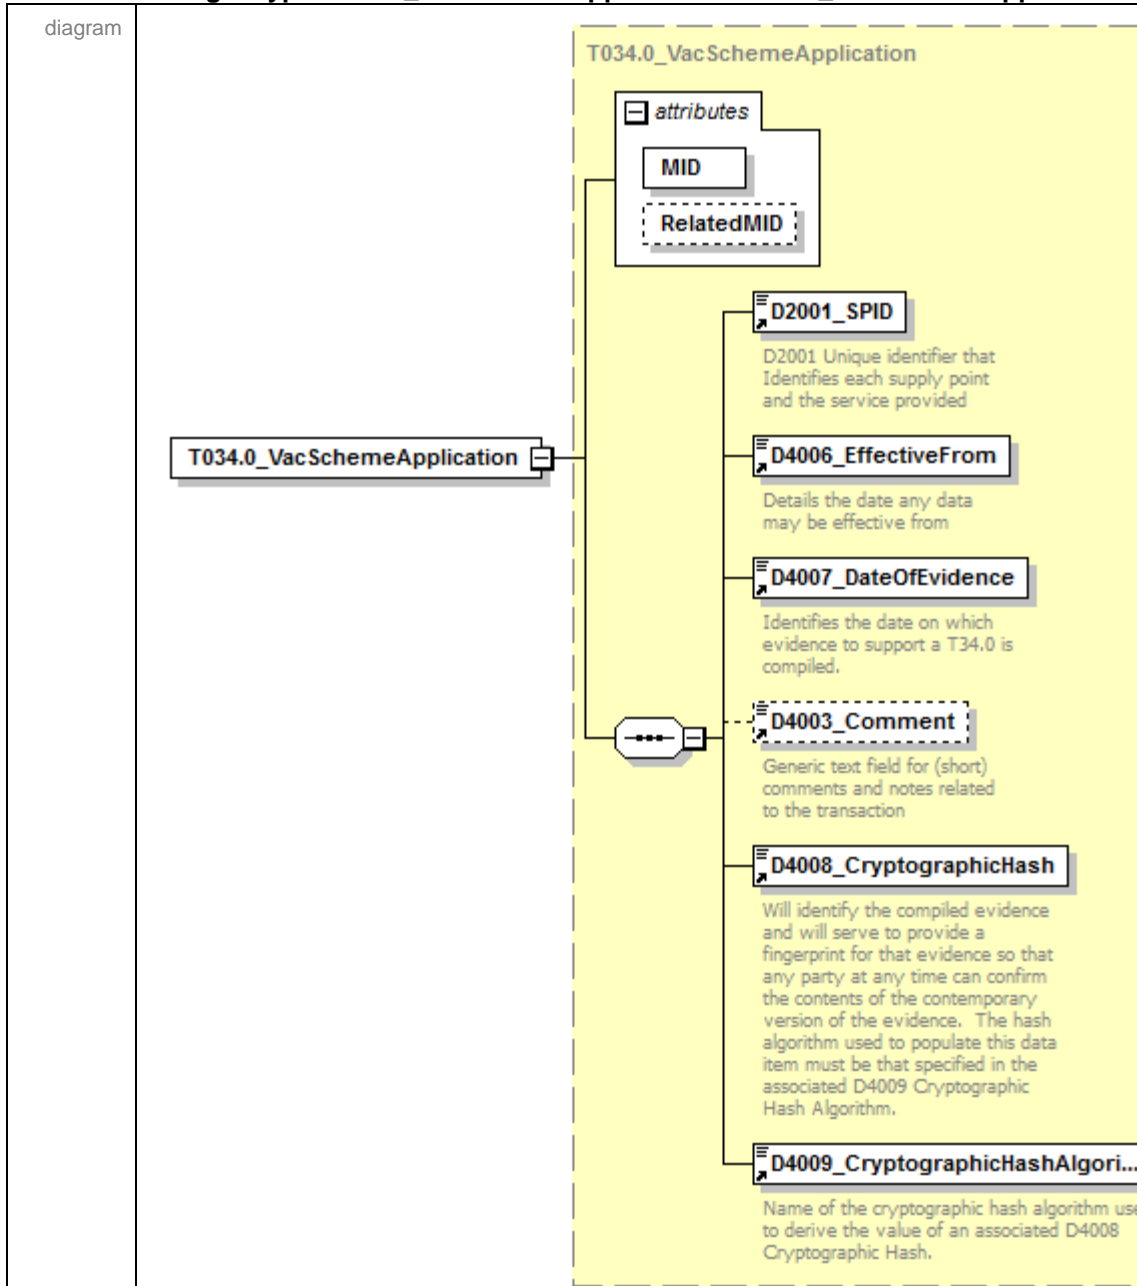 diagram
T034.0_VacSchemeApplication
attributes
MID
RelatedMID
D2001_SPID
D2001 Unique identifier that
Identifies each supply point
and the service provided
T034.0_VacSchemeApplication
D4006_EffectiveFrom
Details the date any data
may be effective from
D4007_DateOfEvidence
Identifies the date on which
evidence to support a T34.0 is
compiled.
D4003_Comment
Generic text field for (short)
comments and notes related
to the transaction
D4008_CryptographicHash
Will identify the compiled evidence
and will serve to provide a
fingerprint for that evidence so that
any party at any time can confirm
the contents of the contemporary
version of the evidence.  The hash
algorithm used to populate this data
item must be that specified in the
associated D4009 Cryptographic
Hash Algorithm.
D4009_CryptographicHashAlgori...
Name of the cryptographic hash algorithm use
to derive the value of an associated D4008
Cryptographic Hash.